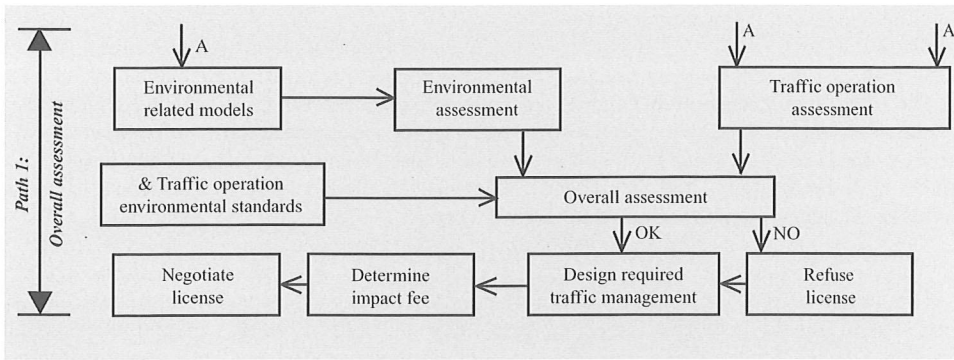 Path 1:
Overall assessment
A
A
A
Environmental
related models
Environmental
assessment
Traffic operation
assessment
& Traffic operation
environmental standards
Overall assessment
OK
NO
Negotiate
license
Determine
impact fee
Design required
traffic management
Refuse
license